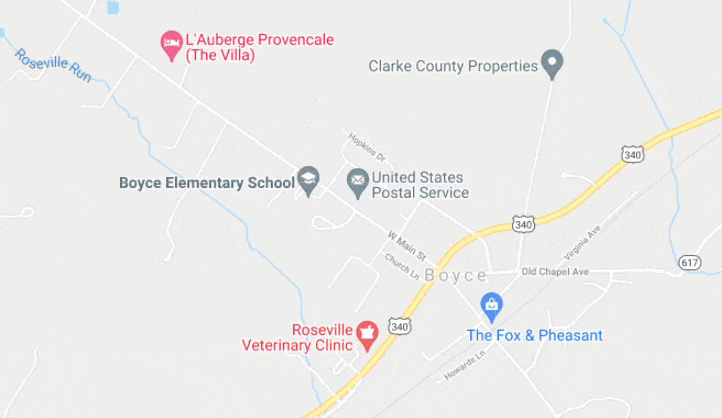 L'Auberge Provencale
(The Villa)
Roseville Run
Clarke County Properties
Hopkins Dr
340
Boyce Elementary School
United States
Postal Service
340
Virginia Ave
W Main St
Church Ln
Boyce
Old Chapel Ave
617
Roseville
Veterinary Clinic
340
The Fox & Pheasant
Howards Ln